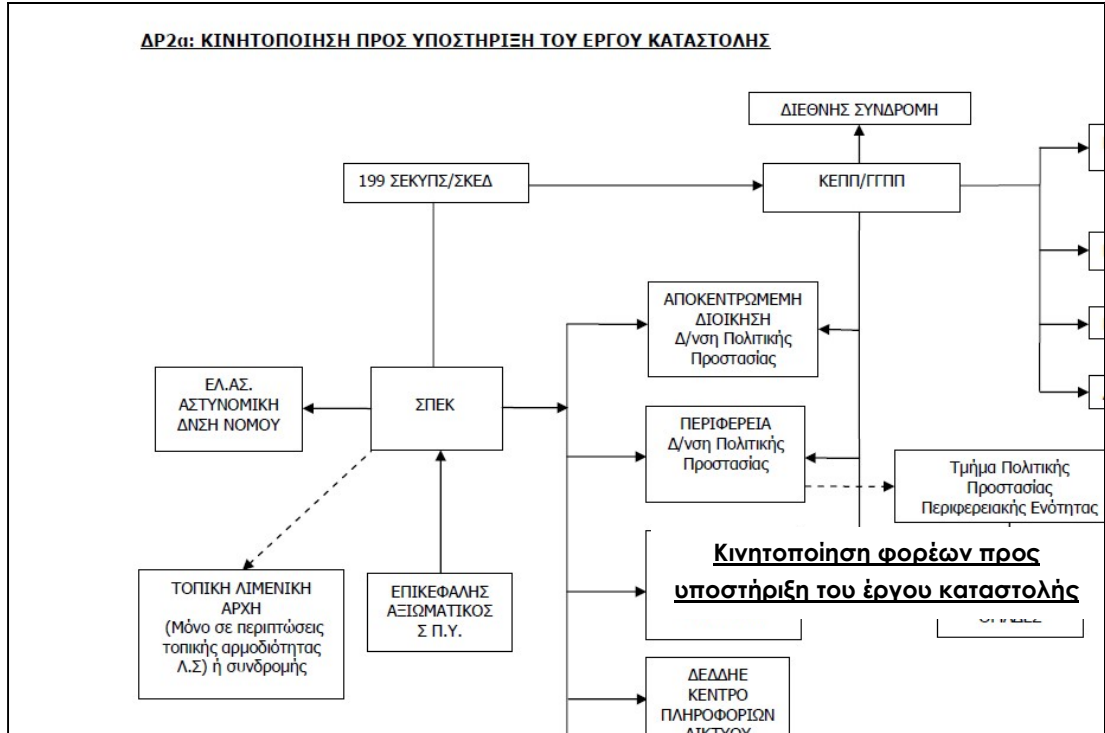 ΔΡ2α: ΚΙΝΗΤΟΠΟΙΗΣΗ ΠΡΟΣ ΥΠΟΣΤΗΡΙΞΗ ΤΟΥ ΕΡΓΟΥ ΚΑΤΑΣΤΟΛΗΣ
ΔΙΕΘΝΗΣ ΣΥΝΔΡΟΜΗ
199 ΣΕΚΥΠΣ/ΣΚΕΔ
ΚΕΠΠ/ΓΓΠΠ
ΑΠΟΚΕΝΤΡΩΜΕΜΗ
ΔΙΟΙΚΗΣΗ
Δ/νση Πολιτικής
Προστασίας
ΕΛ.ΑΣ.
ΑΣΤΥΝΟΜΙΚΗ
ΔΝΣΗ ΝΟΜΟΥ
ΣΠΕΚ
ΠΕΡΙΦΕΡΕΙΑ
Δ/νση Πολιτικής
Προστασίας
Τμήμα Πολιτικής
Προστασίας
Περιφερειακής Ενότητας
Κινητοποίηση φορέων προς
υποστήριξη του έργου καταστολής
ΤΟΠΙΚΗ ΛΙΜΕΝΙΚΗ
ΑΡΧΗ
(Μόνο σε περιπτώσεις
τοπικής αρμοδιότητας
Λ.Σ) ή συνδρομής
ΕΠΙΚΕΦΑΛΗΣ
ΑΞΙΩΜΑΤΙΚΟΣ
Σ Π.Υ.
ΔΕΔΔΗΕ
ΚΕΝΤΡΟ
ΠΛΗΡΟΦΟΡΙΩΝ